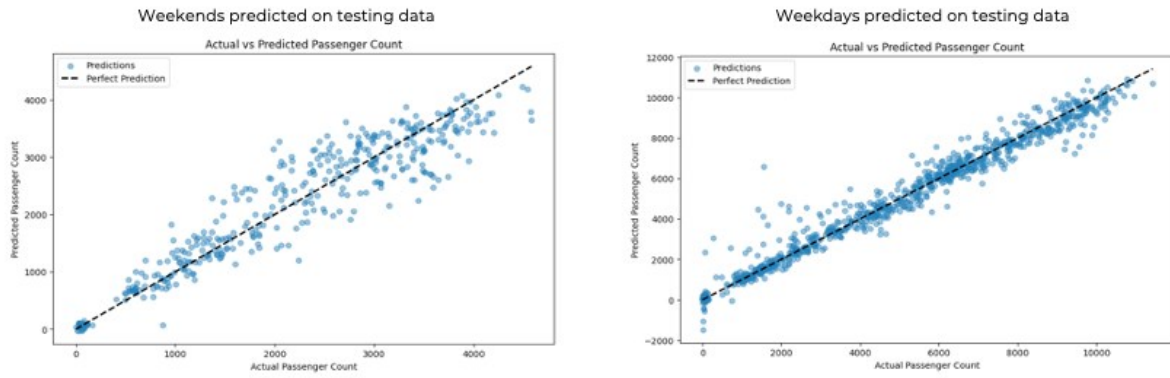 Weekends predicted on testing data
Actual vs Predicted Passenger Count
Predictions
Perfect Prediction
4000
3000
2000
1000
0
Predicted Passenger Count
0 1000 2000 3000 4000
Actual Passenger Count
Weekdays predicted on testing data
Actual vs Predicted Passenger Count
Predictions
Perfect Prediction
12000
10000
8000
6000
4000
2000
0
−2000
Predicted Passenger Count
0 2000 4000 6000 8000 10000
Actual Passenger Count